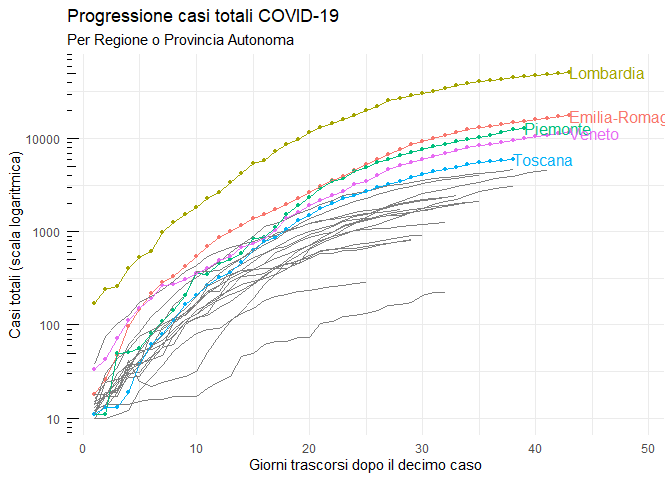 Progressione casi totali COVID-19
Per Regione o Provincia Autonoma
Casi totali (scala logaritmica)
10000
1000
100
10
Lombardia
Emilia-Romag
Piemonte
Veneto
Toscana
0
10
20
30
40
50
Giorni trascorsi dopo il decimo caso